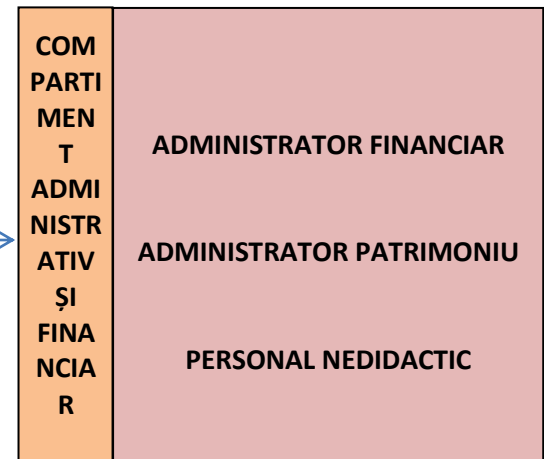 COM
PARTI
MEN
T
ADMI
NISTR
ATIV
ȘI
FINA
NCIA
R
ADMINISTRATOR FINANCIAR
ADMINISTRATOR PATRIMONIU
PERSONAL NEDIDACTIC